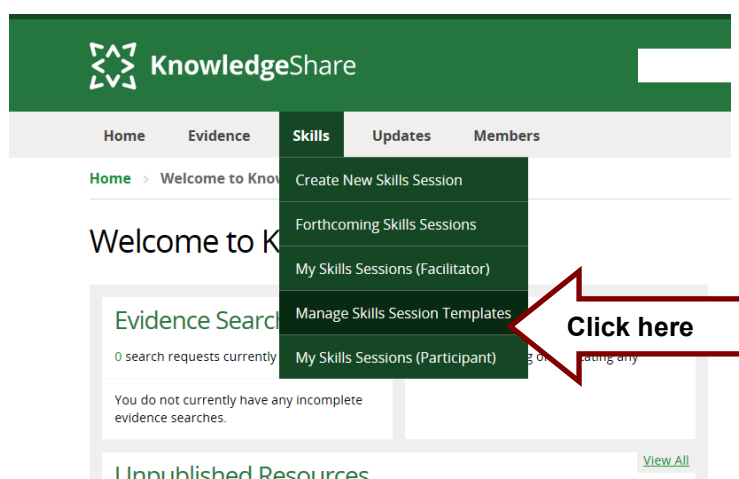 KnowledgeShare
Home Evidence Skills Updates Members
Home > Welcome to Know
Create New Skills Session
Forthcoming Skills Sessions
My Skills Sessions (Facilitator)
Manage Skills Session Templates
My Skills Sessions (Participant)
Click here
Welcome to K
Evidence Search
0 search requests currently
You do not currently have any incomplete
evidence searches.
any
View All
Unpublished Resources